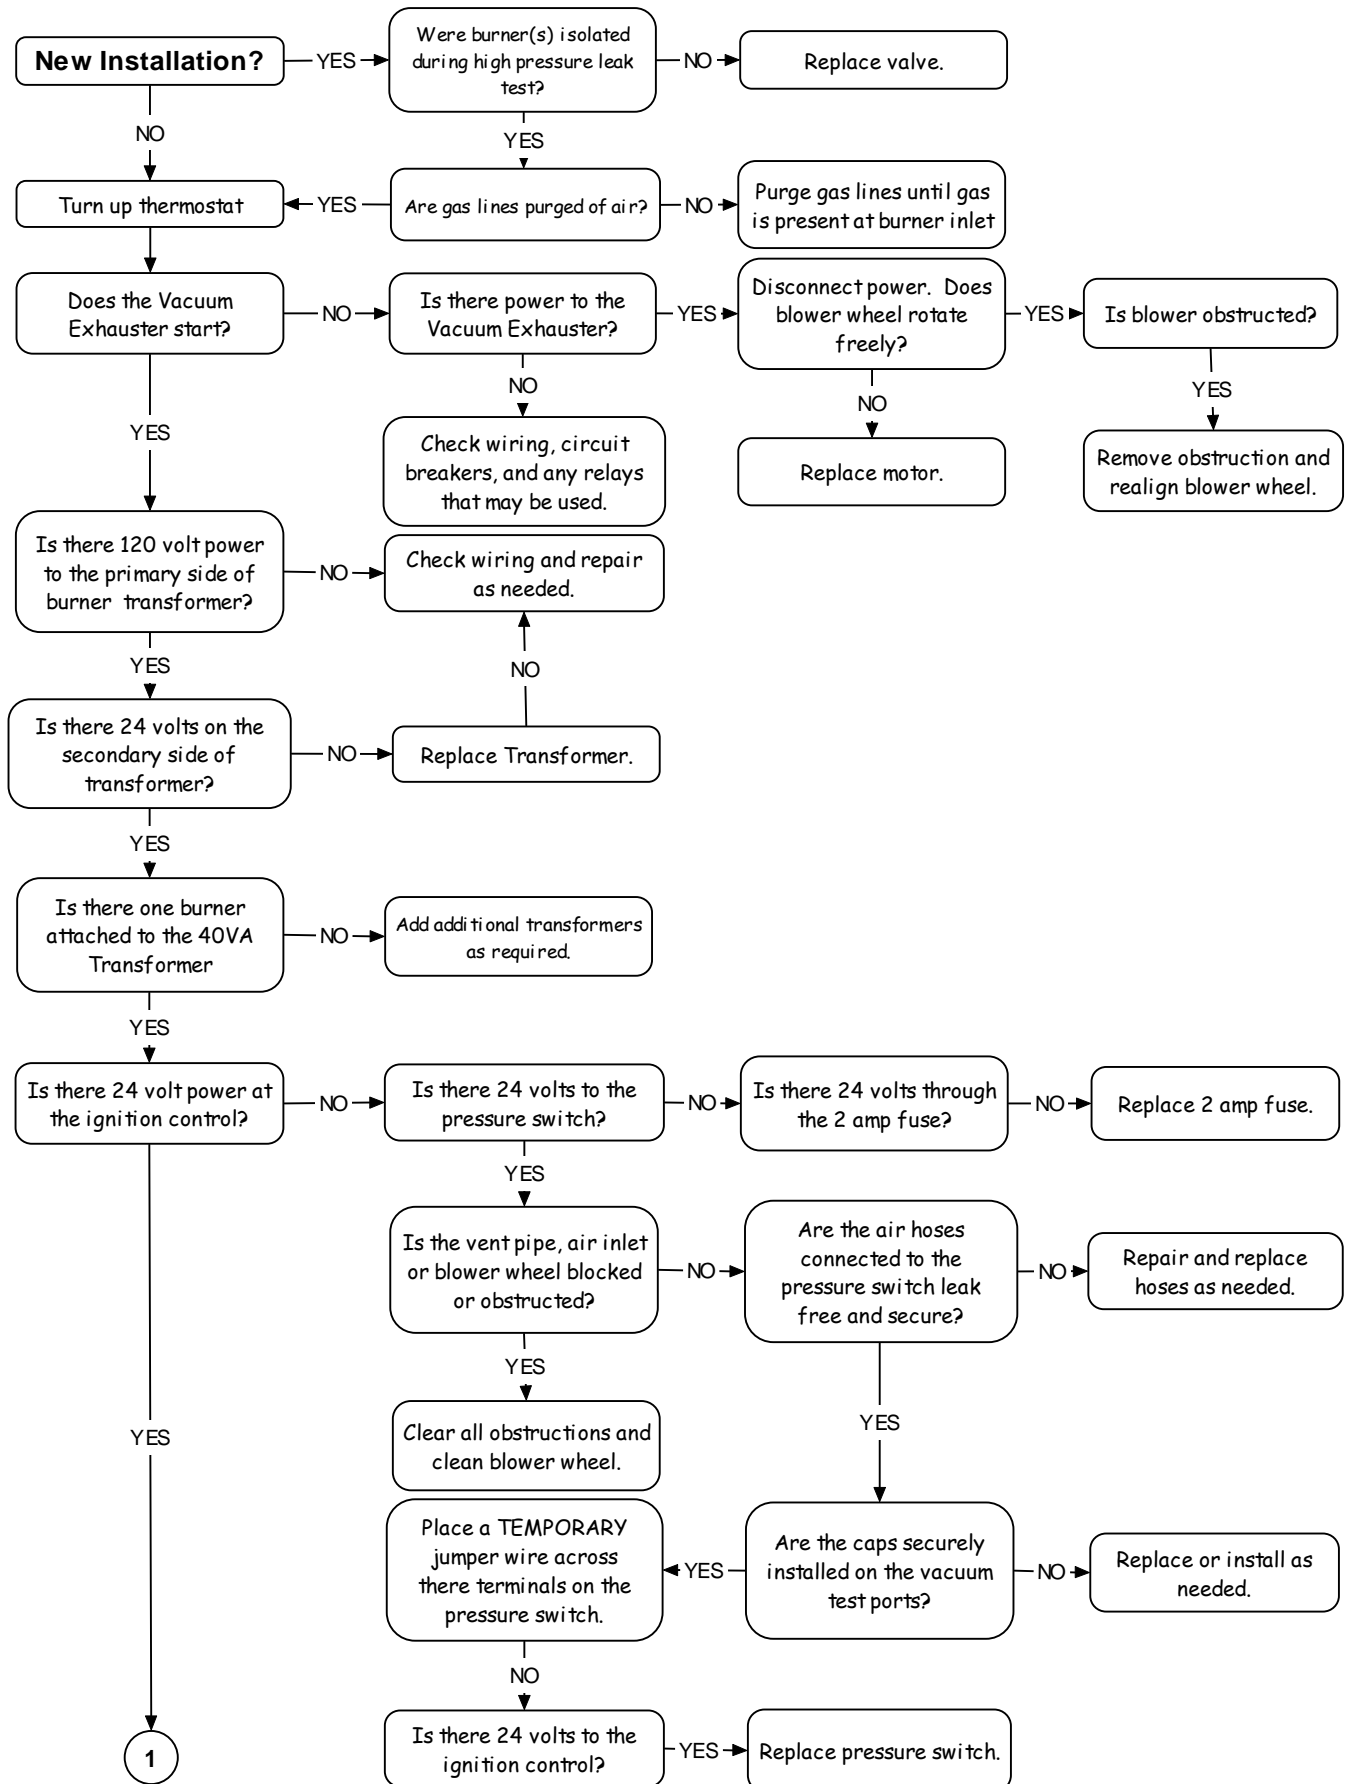 New Installation?
YES
Were burner(s) isolated
during high pressure leak
test?
NO
Replace valve.
NO
YES
Turn up thermostat
YES
Are gas lines purged of air?
NO
Purge gas lines until gas
is present at burner inlet
Does the Vacuum
Exhauster start?
NO
Is there power to the
Vacuum Exhauster?
YES
Disconnect power. Does
blower wheel rotate
freely?
YES
Is blower obstructed?
YES
NO
NO
YES
Check wiring, circuit
breakers, and any relays
that may be used.
Replace motor.
Remove obstruction and
realign blower wheel.
Is there 120 volt power
to the primary side of
burner transformer?
NO
Check wiring and repair
as needed.
YES
NO
Is there 24 volts on the
secondary side of
transformer?
NO
Replace Transformer.
YES
Is there one burner
attached to the 40VA
Transformer
NO
Add additional transformers
as required.
YES
Is there 24 volt power at
the ignition control?
NO
Is there 24 volts to the
pressure switch?
NO
Is there 24 volts through
the 2 amp fuse?
NO
Replace 2 amp fuse.
YES
Is the vent pipe, air inlet
or blower wheel blocked
or obstructed?
NO
Are the air hoses
connected to the
pressure switch leak
free and secure?
NO
Repair and replace
hoses as needed.
YES
YES
YES
Clear all obstructions and
clean blower wheel.
Place a TEMPORARY
jumper wire across
there terminals on the
pressure switch.
YES
Are the caps securely
installed on the vacuum
test ports?
NO
Replace or install as
needed.
NO
1
Is there 24 volts to the
ignition control?
YES
Replace pressure switch.